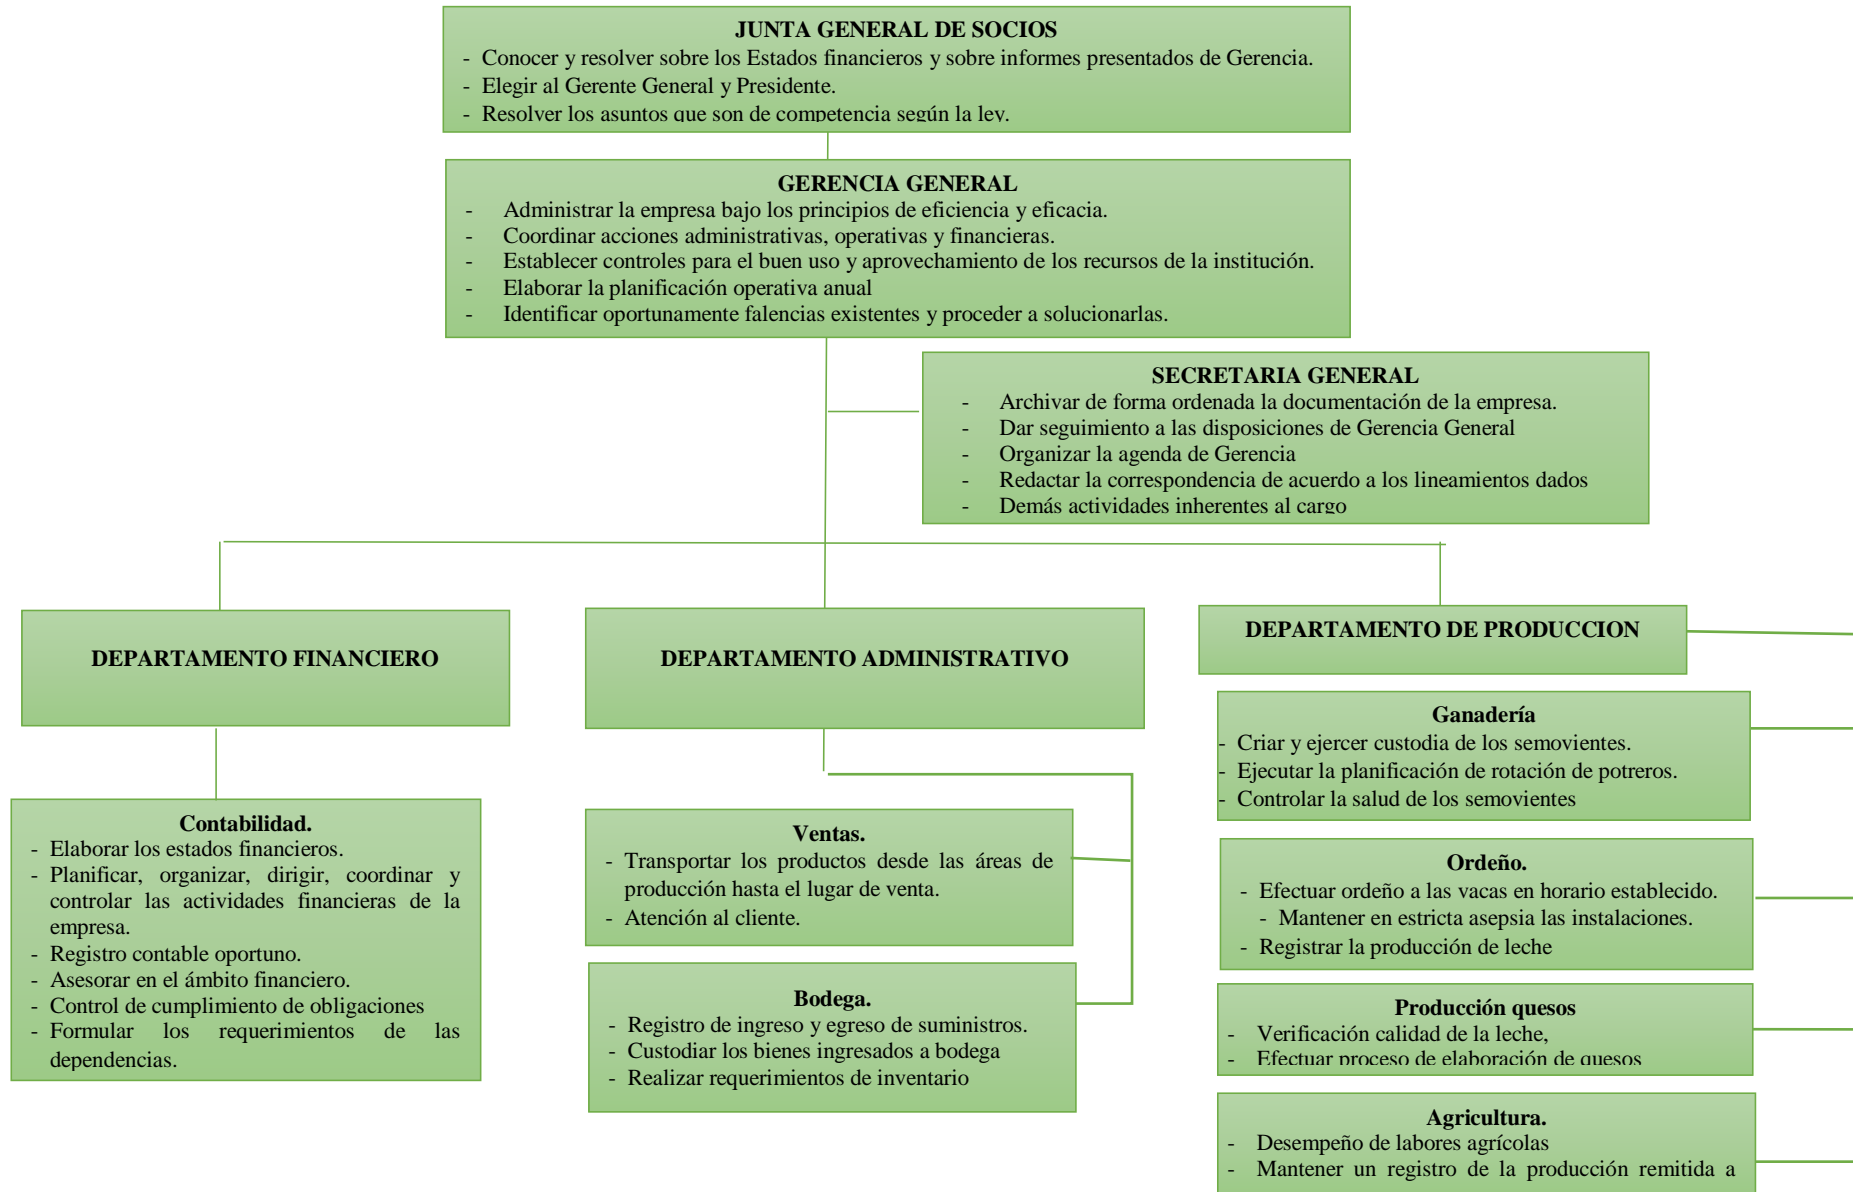 JUNTA GENERAL DE SOCIOS
- Conocer y resolver sobre los Estados financieros y sobre informes presentados de Gerencia.
- Elegir al Gerente General y Presidente.
- Resolver los asuntos que son de competencia según la ley.
GERENCIA GENERAL
- Administrar la empresa bajo los principios de eficiencia y eficacia.
- Coordinar acciones administrativas, operativas y financieras.
- Establecer controles para el buen uso y aprovechamiento de los recursos de la institución.
- Elaborar la planificación operativa anual
- Identificar oportunamente falencias existentes y proceder a solucionarlas.
SECRETARIA GENERAL
- Archivar de forma ordenada la documentación de la empresa.
- Dar seguimiento a las disposiciones de Gerencia General
- Organizar la agenda de Gerencia
- Redactar la correspondencia de acuerdo a los lineamientos dados
- Demás actividades inherentes al cargo
DEPARTAMENTO FINANCIERO
Contabilidad.
- Elaborar los estados financieros.
- Planificar, organizar, dirigir, coordinar y
controlar las actividades financieras de la
empresa.
- Registro contable oportuno.
- Asesorar en el ámbito financiero.
- Control de cumplimiento de obligaciones
- Formular los requerimientos de las
dependencias.
DEPARTAMENTO ADMINISTRATIVO
Ventas.
- Transportar los productos desde las áreas de
producción hasta el lugar de venta.
- Atención al cliente.
Bodega.
- Registro de ingreso y egreso de suministros.
- Custodiar los bienes ingresados a bodega
- Realizar requerimientos de inventario
DEPARTAMENTO DE PRODUCCION
Ganadería
- Criar y ejercer custodia de los semovientes.
- Ejecutar la planificación de rotación de potreros.
- Controlar la salud de los semovientes
Ordeño.
- Efectuar ordeño a las vacas en horario establecido.
- Mantener en estricta asepsia las instalaciones.
- Registrar la producción de leche
Producción quesos
- Verificación calidad de la leche,
- Efectuar proceso de elaboración de quesos
Agricultura.
- Desempeño de labores agrícolas
- Mantener un registro de la producción remitida a